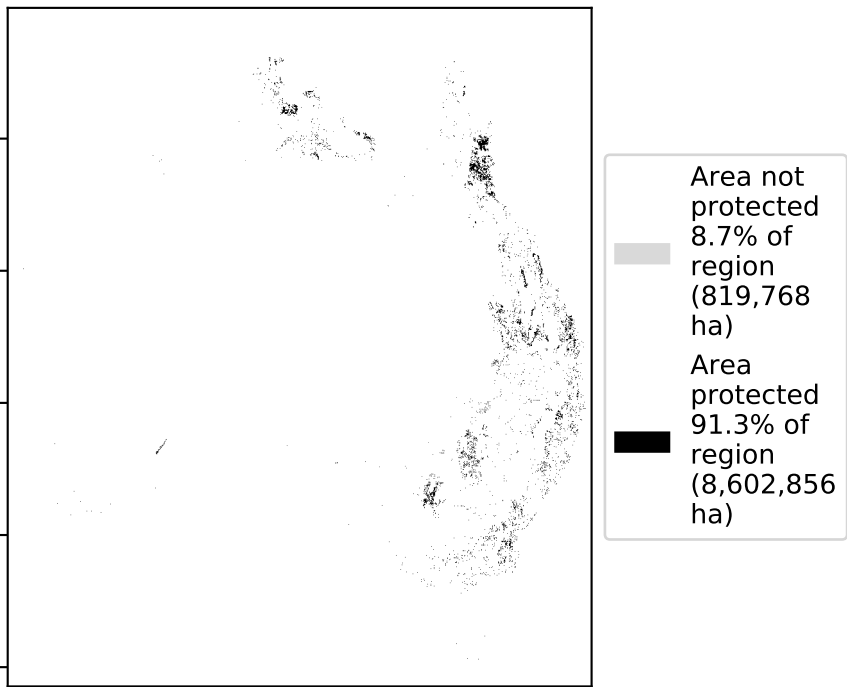 Area not
protected
8.7% of
region
(819,768
ha)
Area
protected
91.3% of
region
(8,602,856
ha)